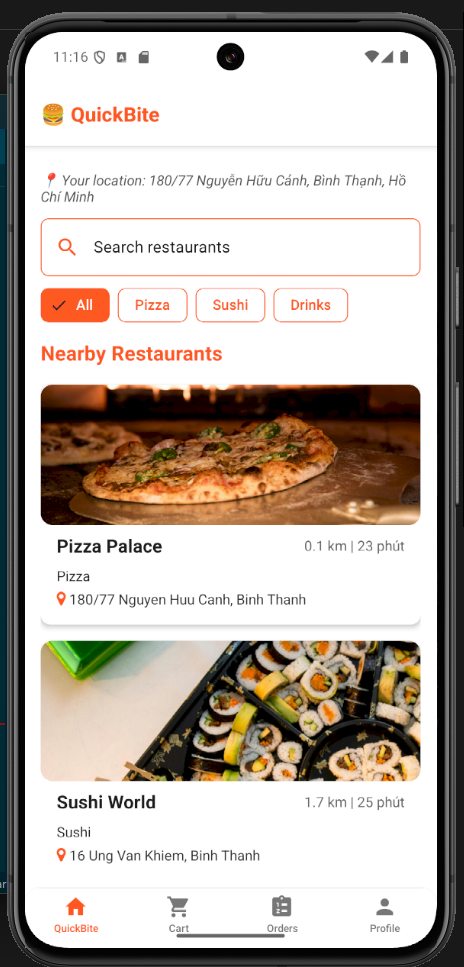 11:16
QuickBite
Your location: 180/77 Nguyễn Hữu Cảnh, Bình Thạnh, Hồ
Chí Minh
Search restaurants
All Pizza Sushi Drinks
Nearby Restaurants
Pizza Palace 0.1 km | 23 phút
Pizza
180/77 Nguyen Huu Canh, Binh Thanh
Sushi World 1.7 km | 25 phút
Sushi
16 Ung Van Khiem, Binh Thanh
QuickBite Cart Orders Profile